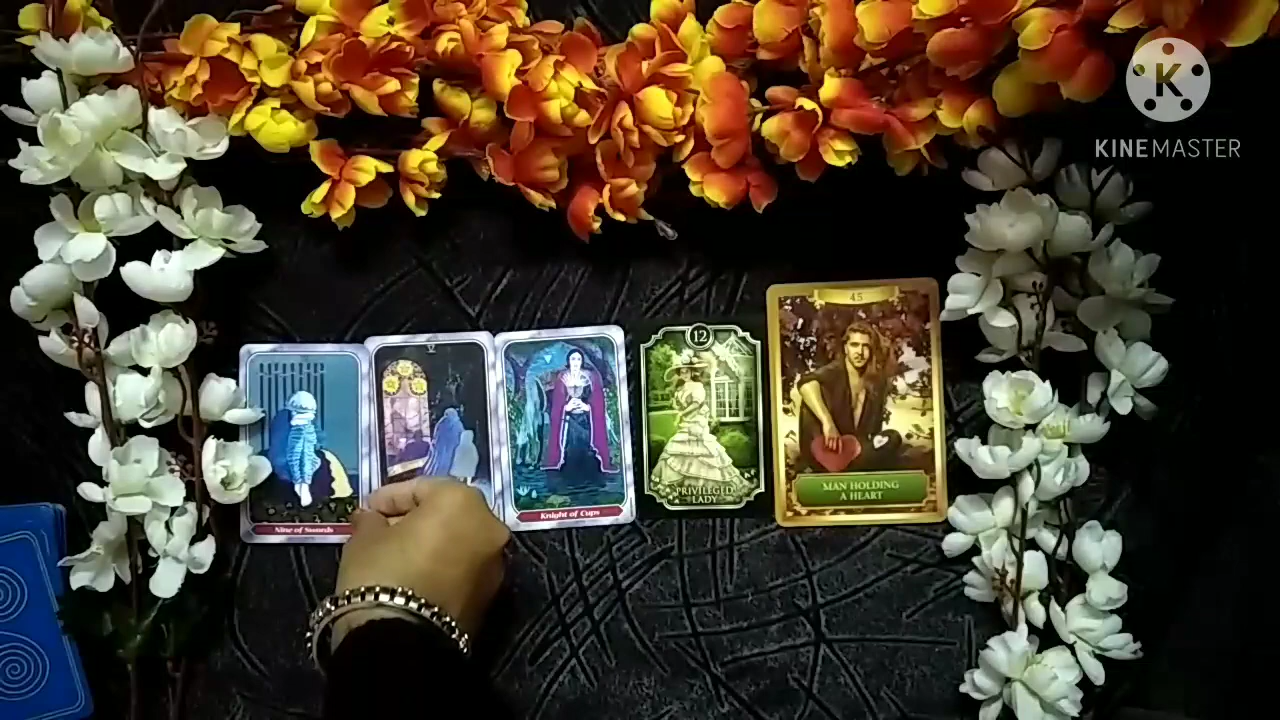 K
KINEMASTER
45
12
V
Nine of Swords
Knight of Cups
PRIVILEGED
LADY
MAN HOLDING
A HEART